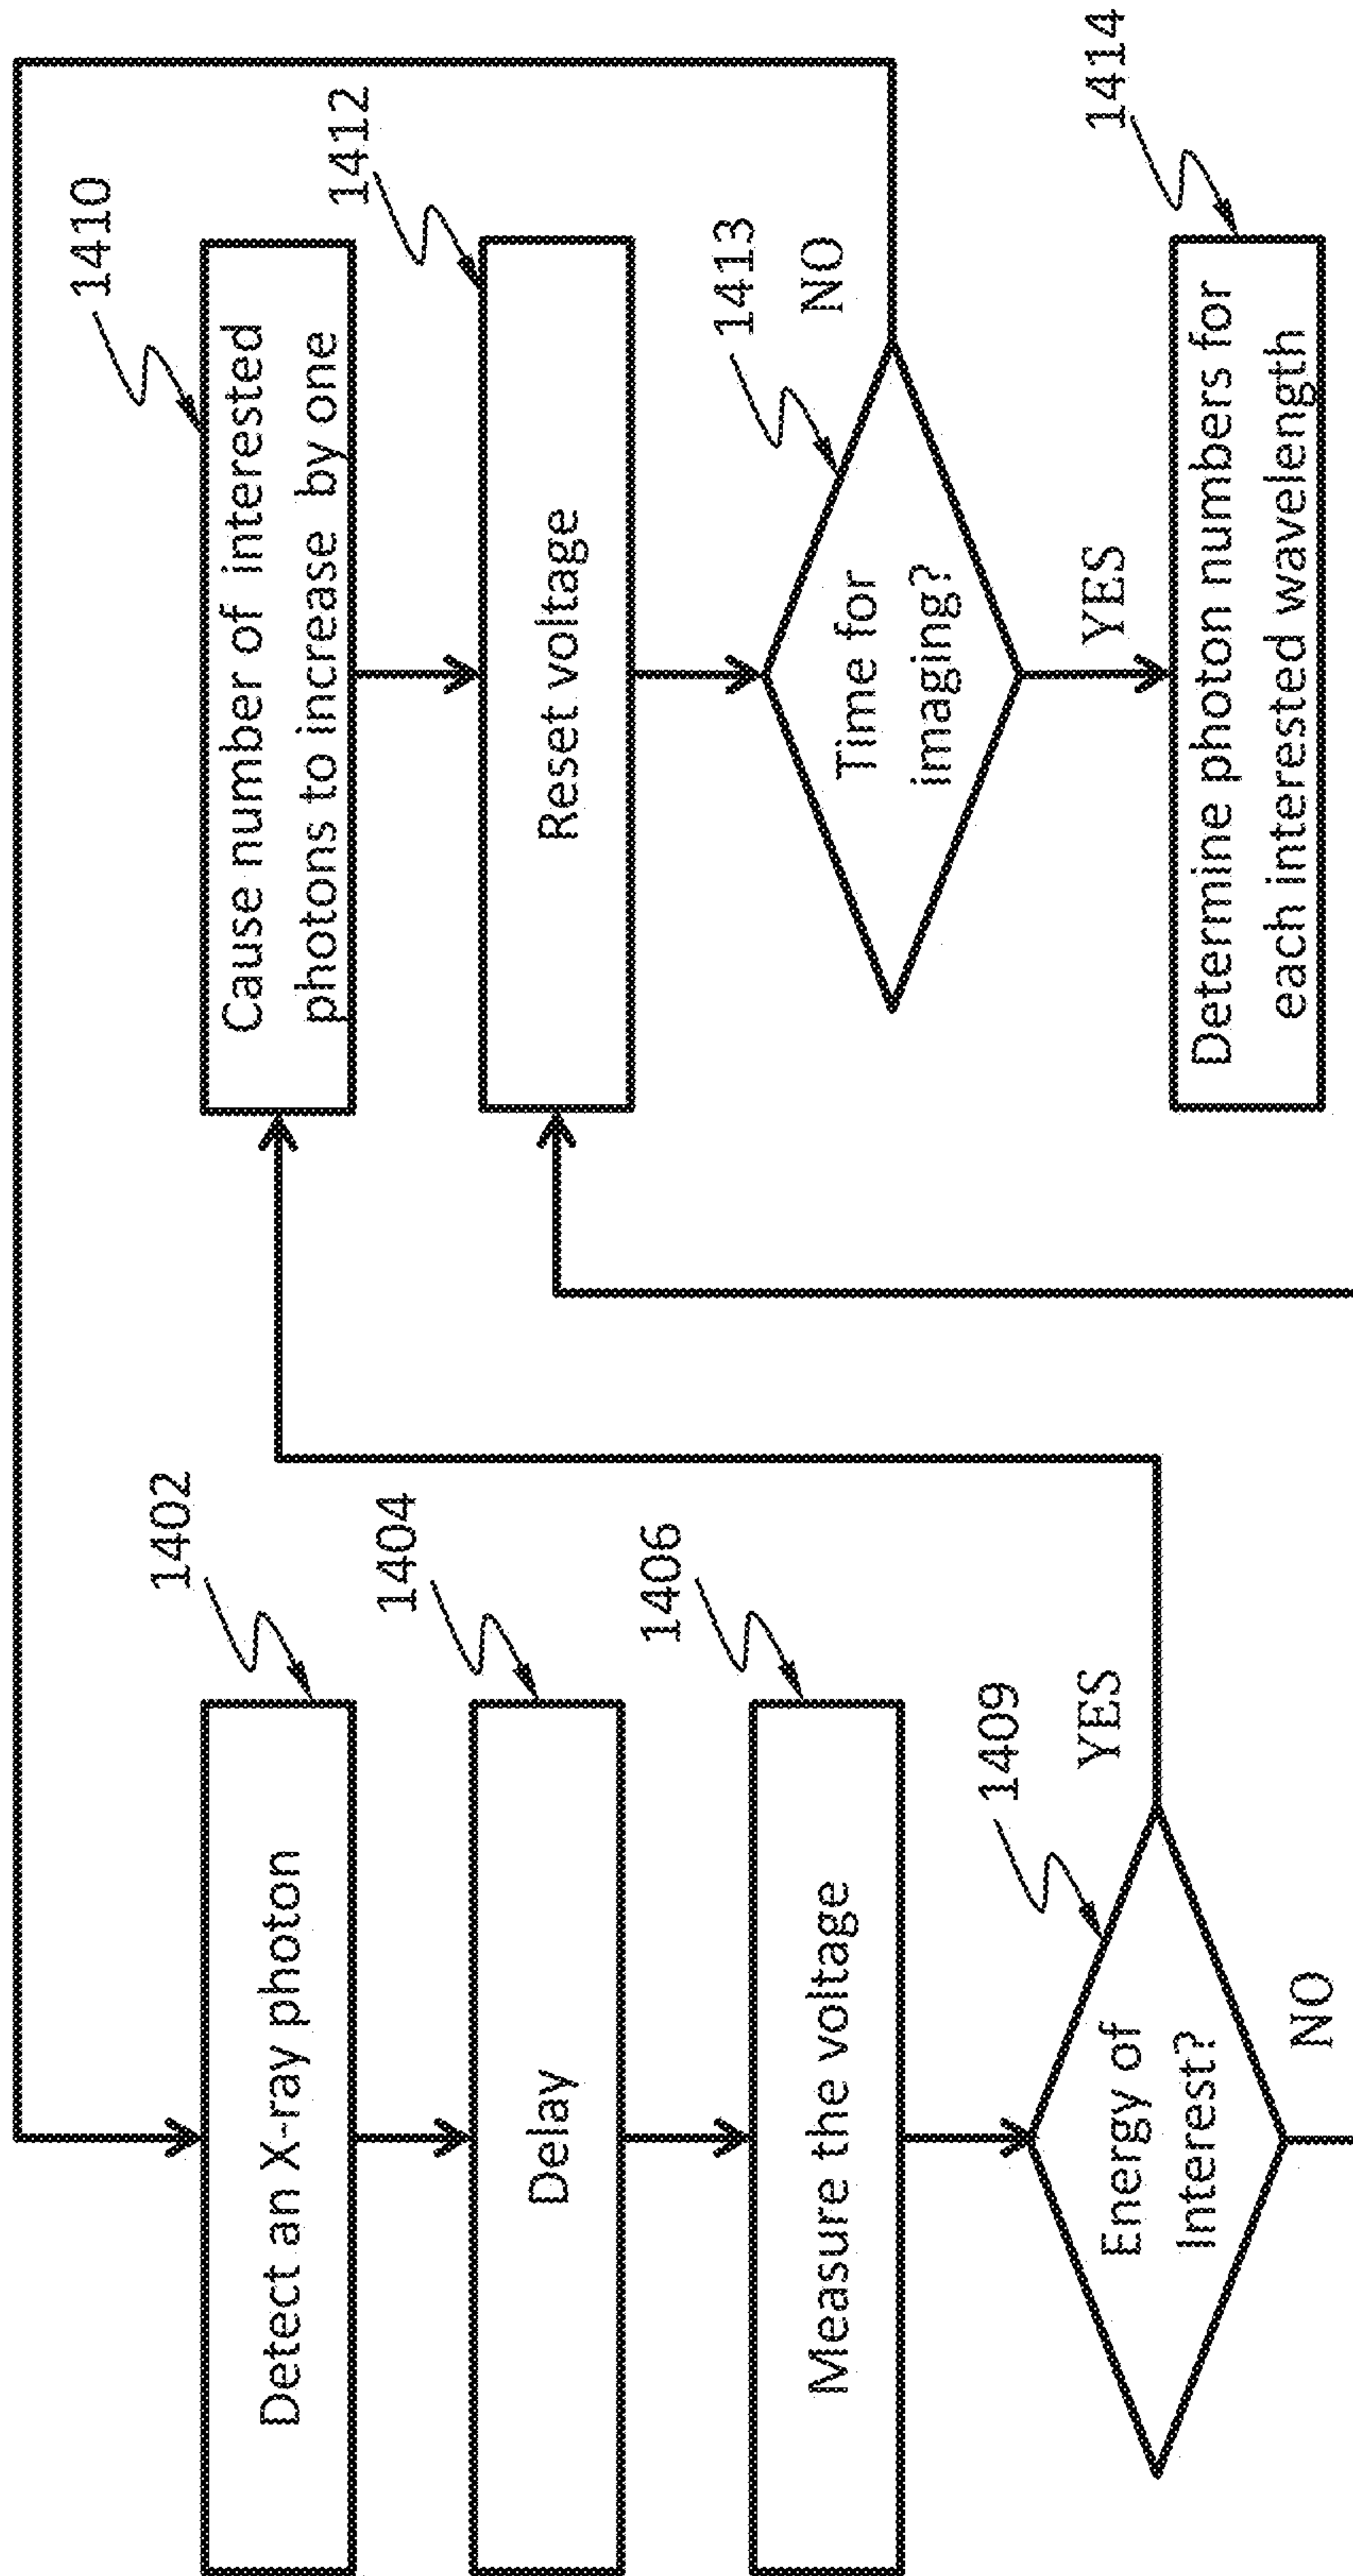 1402
Detect an X-ray photon
1404
Delay
1406
Measure the voltage
1409
Energy of
Interest?
YES
NO
1410
Cause number of interested
photons to increase by one
1412
Reset voltage
1413
Time for
imaging?
NO
YES
1414
Determine photon numbers for
each interested wavelength